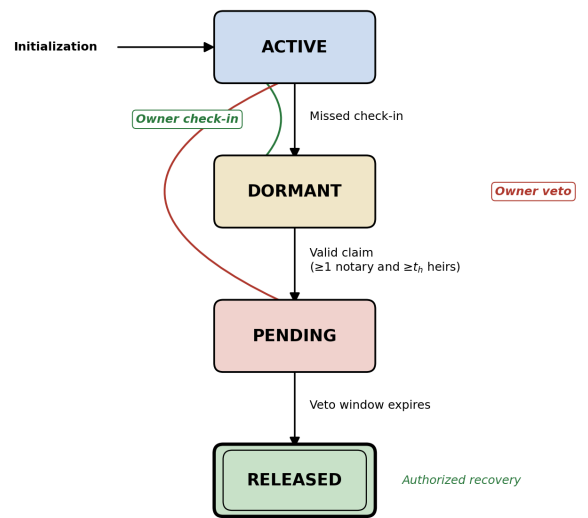 Initialization
ACTIVE
Owner check-in
Missed check-in
DORMANT
Owner veto
Valid claim
(≥1 notary and ≥tₕ heirs)
PENDING
Veto window expires
RELEASED
Authorized recovery